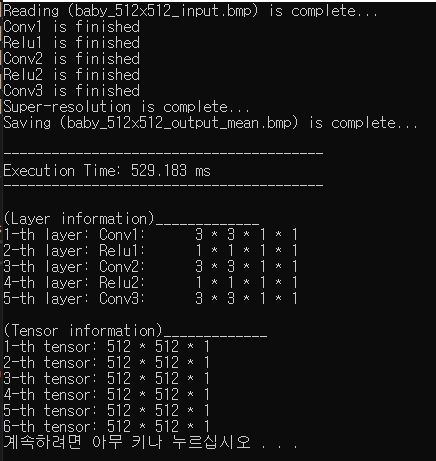 Reading (baby_512x512_input.bmp) is complete...
Conv1 is finished
Relu1 is finished
Conv2 is finished
Relu2 is finished
Conv3 is finished
Super-resolution is complete...
Saving (baby_512x512_output_mean.bmp) is complete...
----------------------------------------
Execution Time: 529.183 ms
----------------------------------------
(Layer information)_____________
1-th layer: Conv1: 3 * 3 * 1 * 1
2-th layer: Relu1: 1 * 1 * 1 * 1
3-th layer: Conv2: 3 * 3 * 1 * 1
4-th layer: Relu2: 1 * 1 * 1 * 1
5-th layer: Conv3: 3 * 3 * 1 * 1
(Tensor information)_____________
1-th tensor: 512 * 512 * 1
2-th tensor: 512 * 512 * 1
3-th tensor: 512 * 512 * 1
4-th tensor: 512 * 512 * 1
5-th tensor: 512 * 512 * 1
6-th tensor: 512 * 512 * 1
계속하려면 아무 키나 누르십시오 . . .